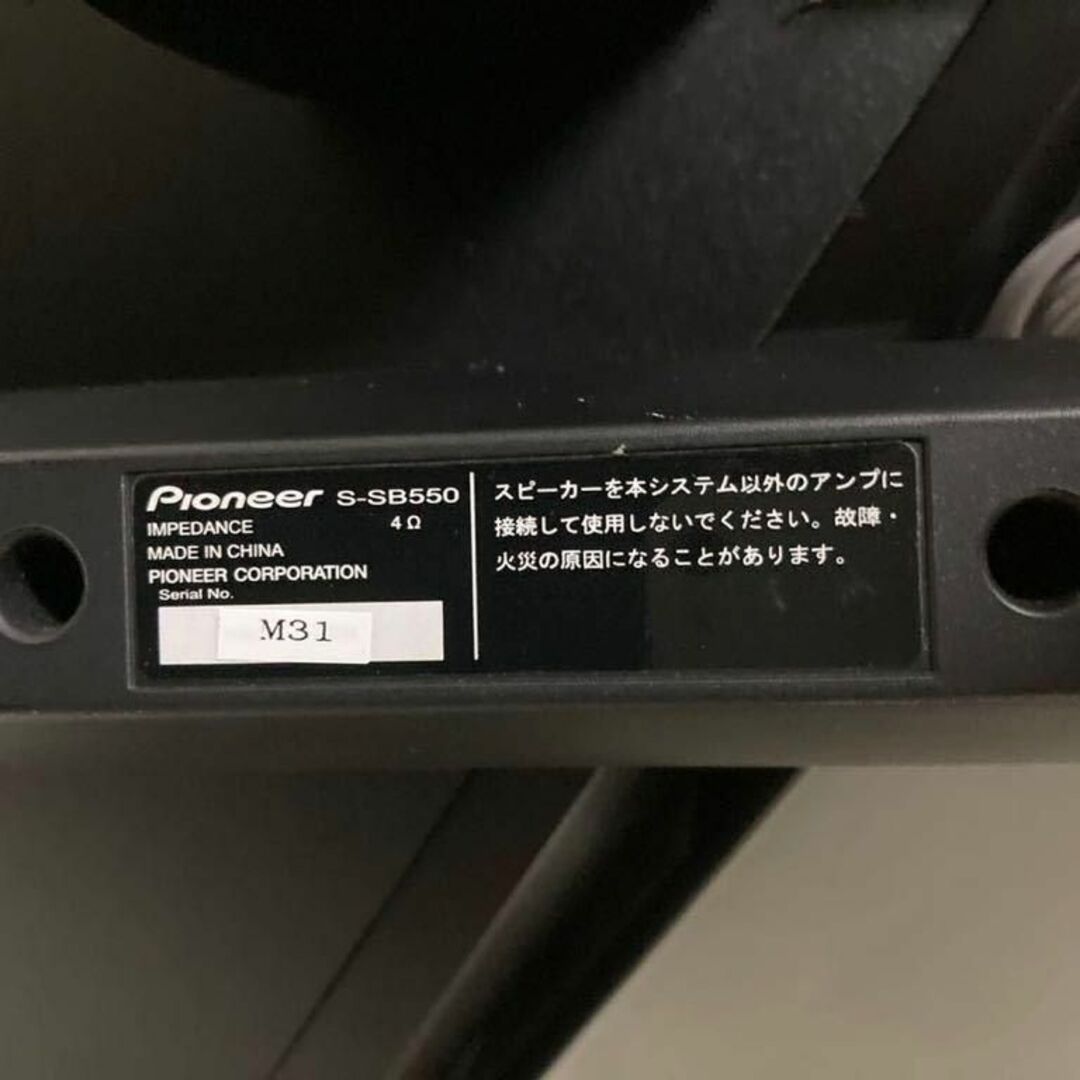 Pioneer S-SB550
IMPEDANCE 4Ω
MADE IN CHINA
PIONEER CORPORATION
Serial No.
M31
スピーカーを本システム以外のアンプに
接続して使用しないでください。故障・
火災の原因になることがあります。